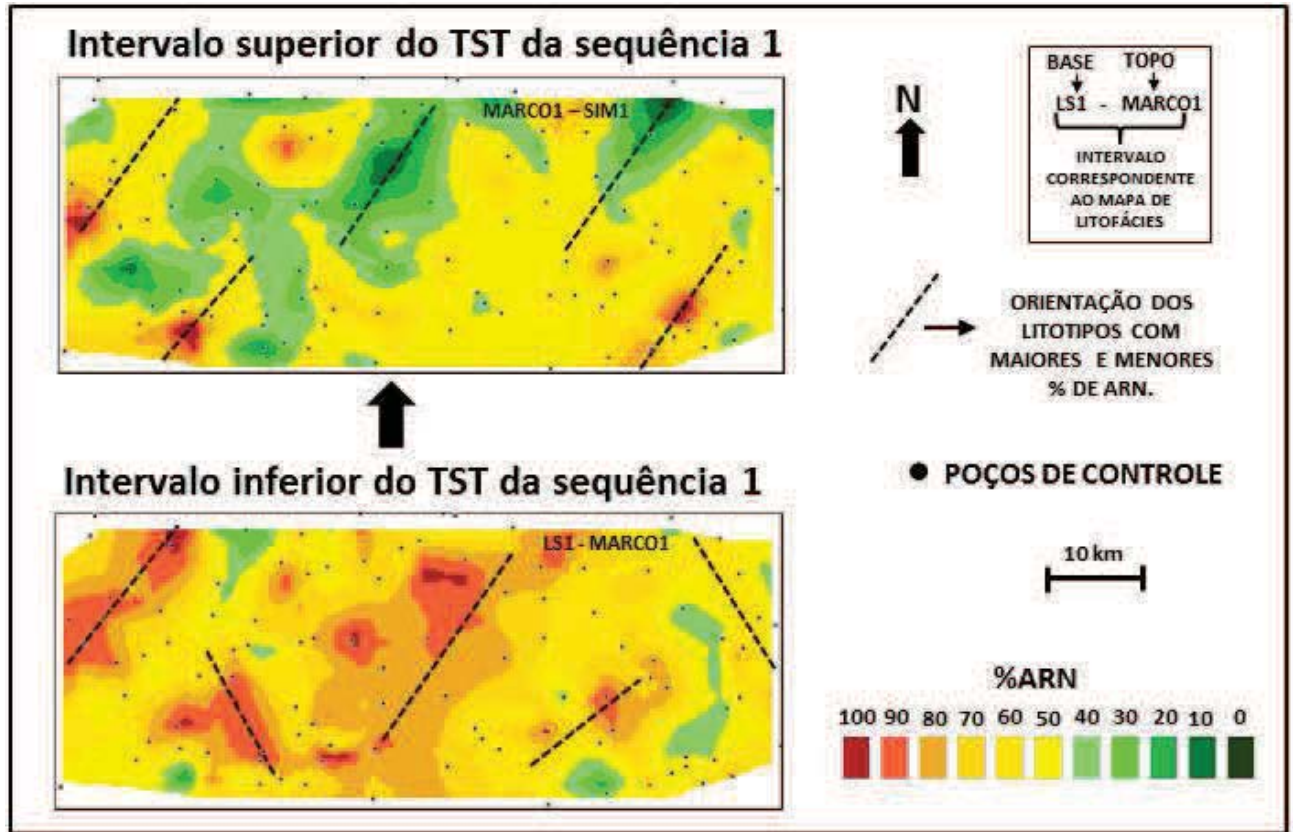 Intervalo superior do TST da sequência 1
MARCO1 – SIM1
Intervalo inferior do TST da sequência 1
LS1 - MARCO1
N
BASE TOPO
LS1 - MARCO1
INTERVALO
CORRESPONDENTE
AO MAPA DE
LITOFÁCIES
ORIENTAÇÃO DOS
LITOTIPOS COM
MAIORES E MENORES
% DE ARN.
POÇOS DE CONTROLE
10 km
%ARN
100 90 80 70 60 50 40 30 20 10 0